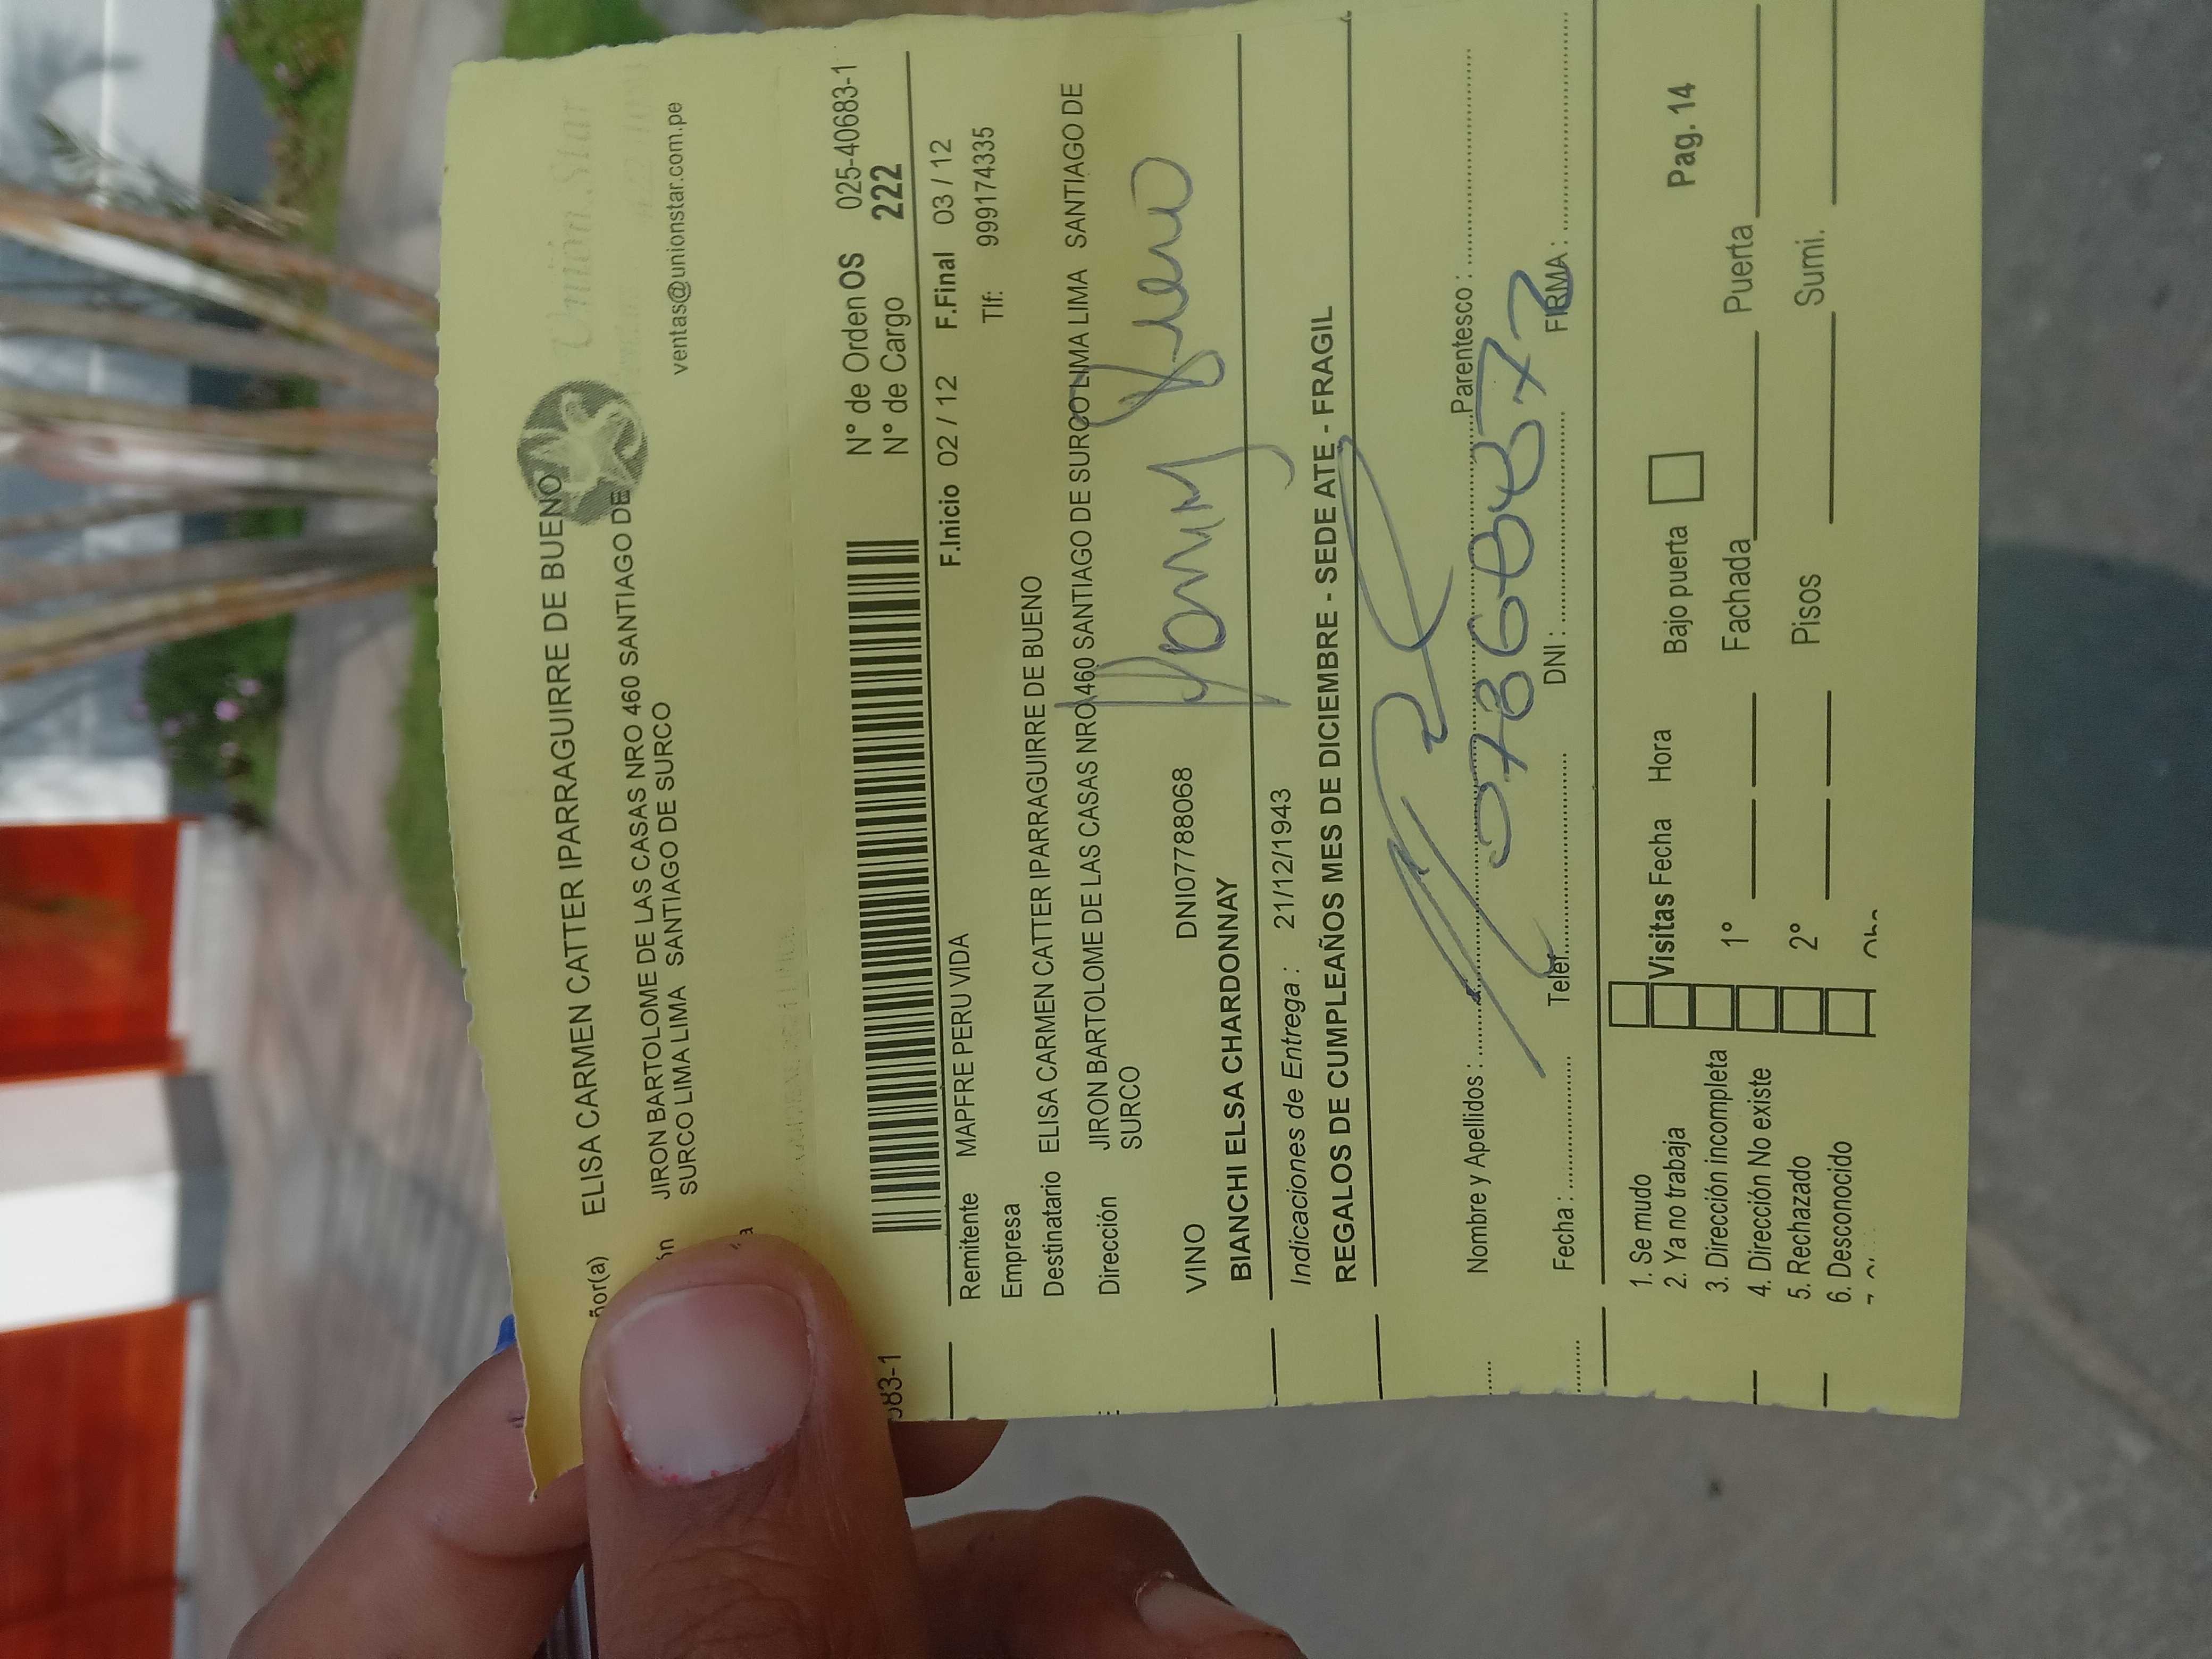 ELISA CARMEN CATTER IPARRAGUIRRE DE BUENO
Union Star
JIRON BARTOLOME DE LAS CASAS NRO 460 SANTIAGO DE
SURCO LIMA LIMA SANTIAGO DE SURCO
ventas@unionstar.com.pe
N° de Orden OS 025-40683-1
N° de Cargo 222
F.Inicio 02 / 12 F.Final 03 / 12
Remitente MAPFRE PERU VIDA
Tlf: 999174335
Empresa
Destinatario ELISA CARMEN CATTER IPARRAGUIRRE DE BUENO
Dirección JIRON BARTOLOME DE LAS CASAS NRO 460 SANTIAGO DE SURCO LIMA LIMA SANTIAGO DE
SURCO
Bueno
VINO DNI07788068
BIANCHI ELSA CHARDONNAY
Indicaciones de Entrega : 21/12/1943
REGALOS DE CUMPLEAÑOS MES DE DICIEMBRE - SEDE ATE - FRAGIL
Nombre y Apellidos : Parentesco :
Fecha : Telef. DNI : FIRMA :
1. Se mudo
2. Ya no trabaja
3. Dirección incompleta
4. Dirección No existe
5. Rechazado
6. Desconocido
Visitas Fecha Hora Bajo puerta Pag. 14
1° Fachada Puerta
2° Pisos Sumi.